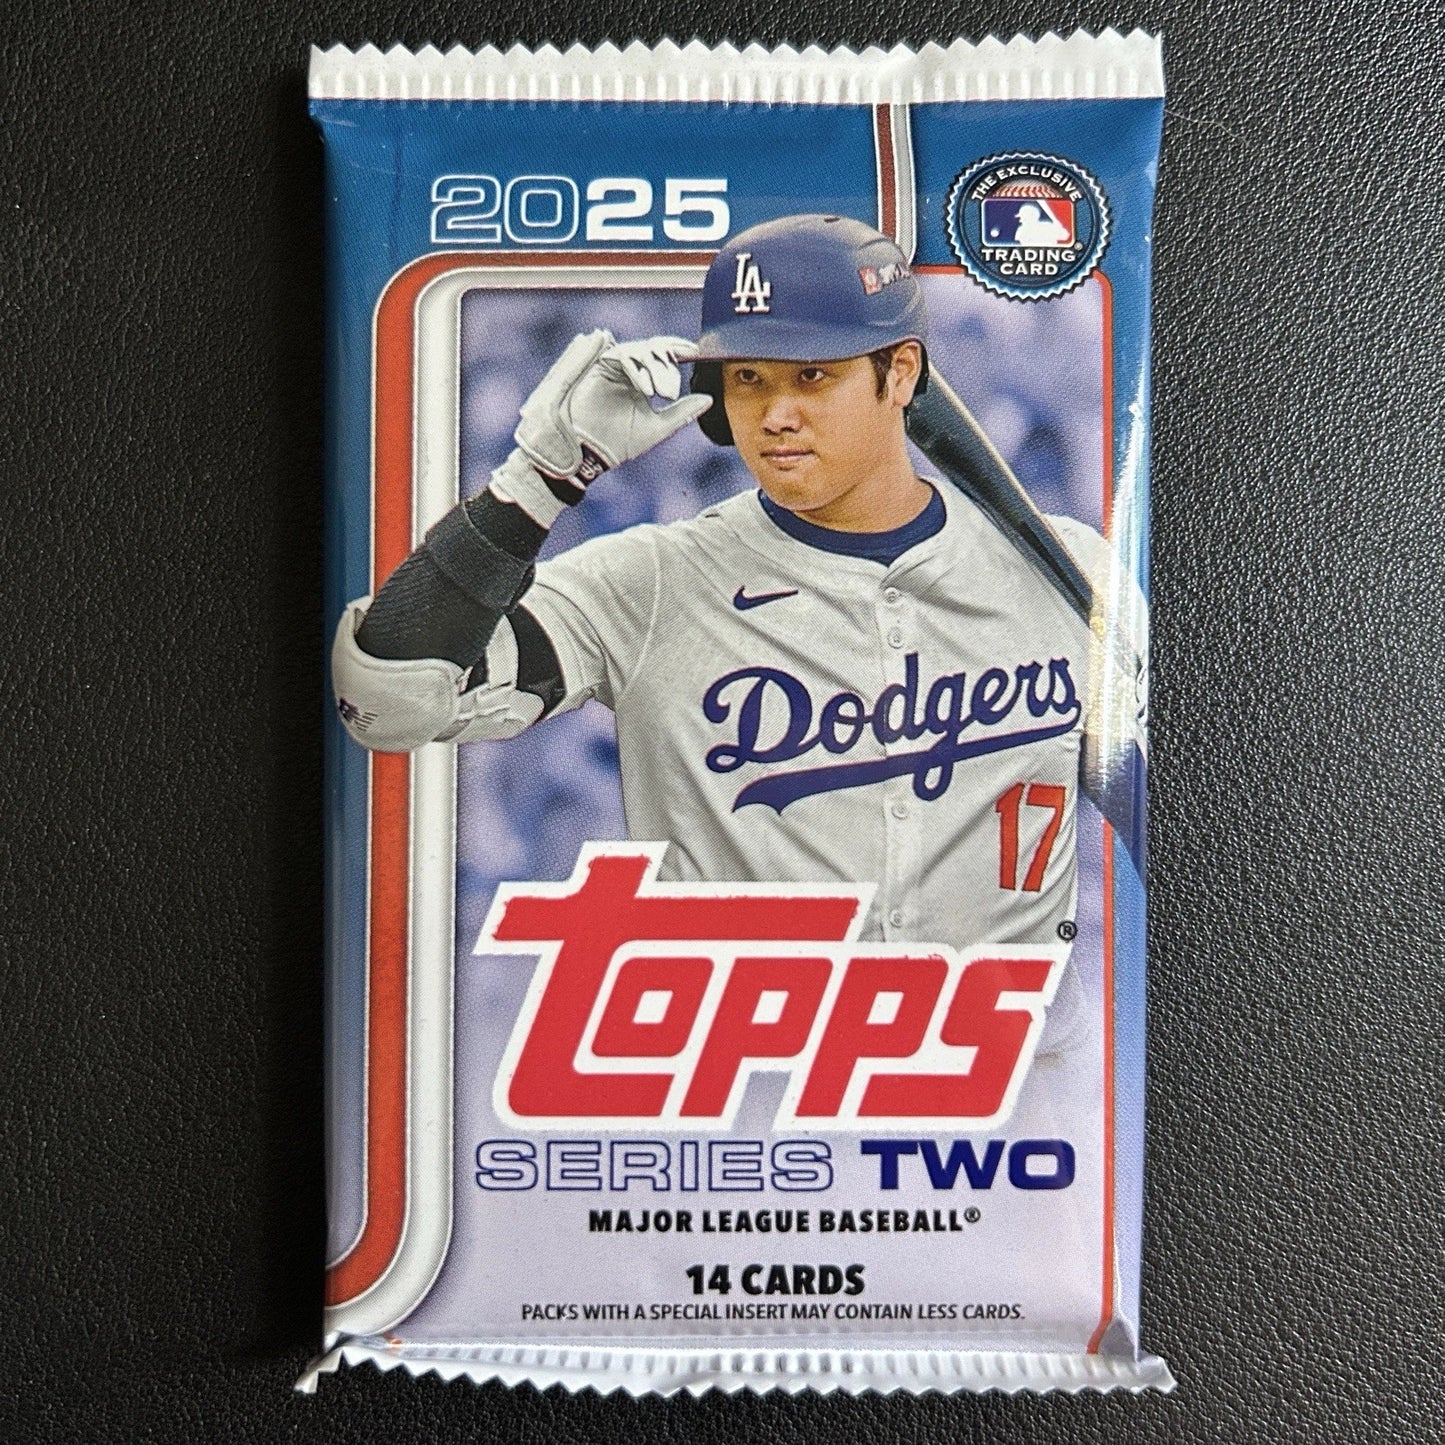 2025
THE EXCLUSIVE
TRADING
CARD
LA
Dodgers
17
TOPPS®
SERIES TWO
MAJOR LEAGUE BASEBALL®
14 CARDS
PACKS WITH A SPECIAL INSERT MAY CONTAIN LESS CARDS.